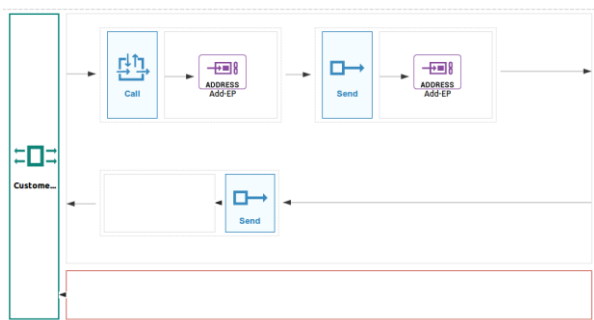 Call
ADDRESS
Add-EP
Send
ADDRESS
Add-EP
Custome...
Send